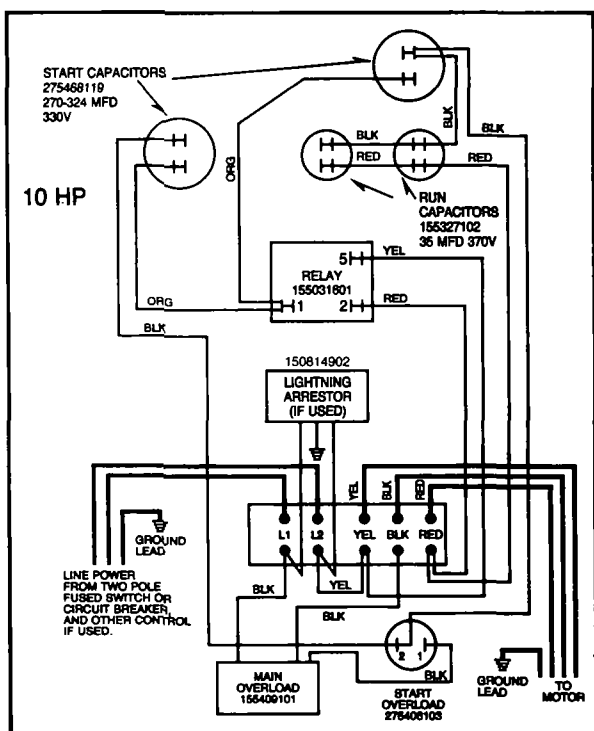 START CAPACITORS
275468119
270-324 MFD
330V
10 HP
BLK
BLK
BLK
RED
RED
ORG
RUN
CAPACITORS
155327102
35 MFD 370V
5
YEL
RELAY
155031601
1
2
RED
ORG
BLK
150814902
LIGHTNING
ARRESTOR
(IF USED)
YEL
BLK
RED
L1
L2
YEL
BLK
RED
GROUND
LEAD
LINE POWER
FROM TWO POLE
FUSED SWITCH OR
CIRCUIT BREAKER,
AND OTHER CONTROL
IF USED.
BLK
YEL
BLK
2
1
BLK
MAIN
OVERLOAD
155409101
START
OVERLOAD
275406103
GROUND
LEAD
TO
MOTOR